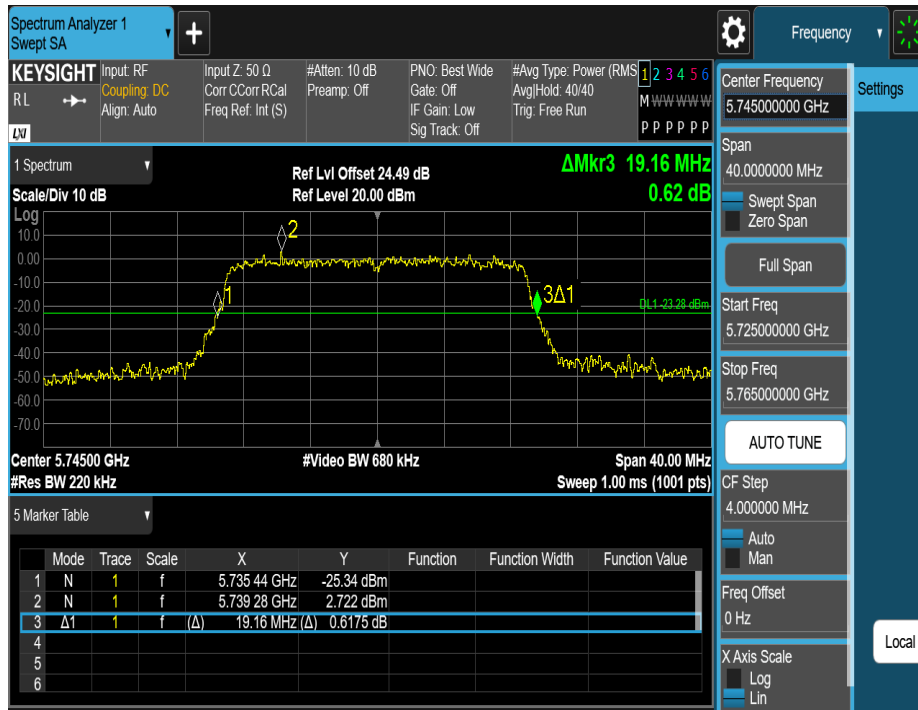 Spectrum Analyzer 1
Swept SA
+
Frequency
KEYSIGHT
RL
LXI
Input: RF
Coupling: DC
Align: Auto
Input Z: 50 Ω
Corr CCorr RCal
Freq Ref: Int (S)
#Atten: 10 dB
Preamp: Off
PNO: Best Wide
Gate: Off
IF Gain: Low
Sig Track: Off
#Avg Type: Power (RMS
Avg|Hold: 40/40
Trig: Free Run
1 2 3 4 5 6
M W W W W W
P P P P P P
1 Spectrum
Scale/Div 10 dB
Ref Lvl Offset 24.49 dB
Ref Level 20.00 dBm
ΔMkr3 19.16 MHz
0.62 dB
Log
10.0
0.00
-10.0
-20.0
-30.0
-40.0
-50.0
-60.0
-70.0
2
1
3Δ1
DL1 -23.28 dBm
Center 5.74500 GHz
#Video BW 680 kHz
Span 40.00 MHz
#Res BW 220 kHz
Sweep 1.00 ms (1001 pts)
5 Marker Table
Mode Trace Scale X Y Function Function Width Function Value
1 N 1 f 5.735 44 GHz -25.34 dBm
2 N 1 f 5.739 28 GHz 2.722 dBm
3 Δ1 1 f (Δ) 19.16 MHz (Δ) 0.6175 dB
4
5
6
Center Frequency
5.745000000 GHz
Span
40.0000000 MHz
Swept Span
Zero Span
Full Span
Start Freq
5.725000000 GHz
Stop Freq
5.765000000 GHz
AUTO TUNE
CF Step
4.000000 MHz
Auto
Man
Freq Offset
0 Hz
X Axis Scale
Log
Lin
Settings
Local